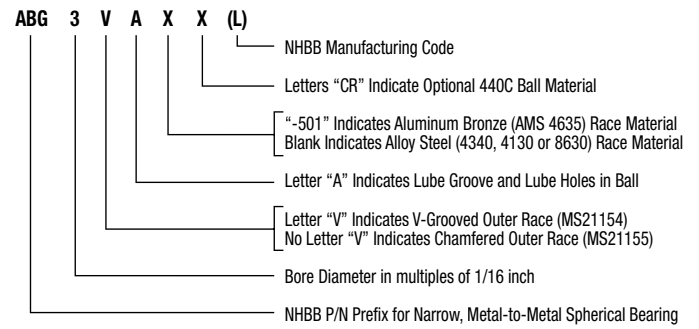 ABG 3 V A X X (L)
NHBB Manufacturing Code
Letters “CR” Indicate Optional 440C Ball Material
“-501” Indicates Aluminum Bronze (AMS 4635) Race Material
Blank Indicates Alloy Steel (4340, 4130 or 8630) Race Material
Letter “A” Indicates Lube Groove and Lube Holes in Ball
Letter “V” Indicates V-Grooved Outer Race (MS21154)
No Letter “V” Indicates Chamfered Outer Race (MS21155)
Bore Diameter in multiples of 1/16 inch
NHBB P/N Prefix for Narrow, Metal-to-Metal Spherical Bearing